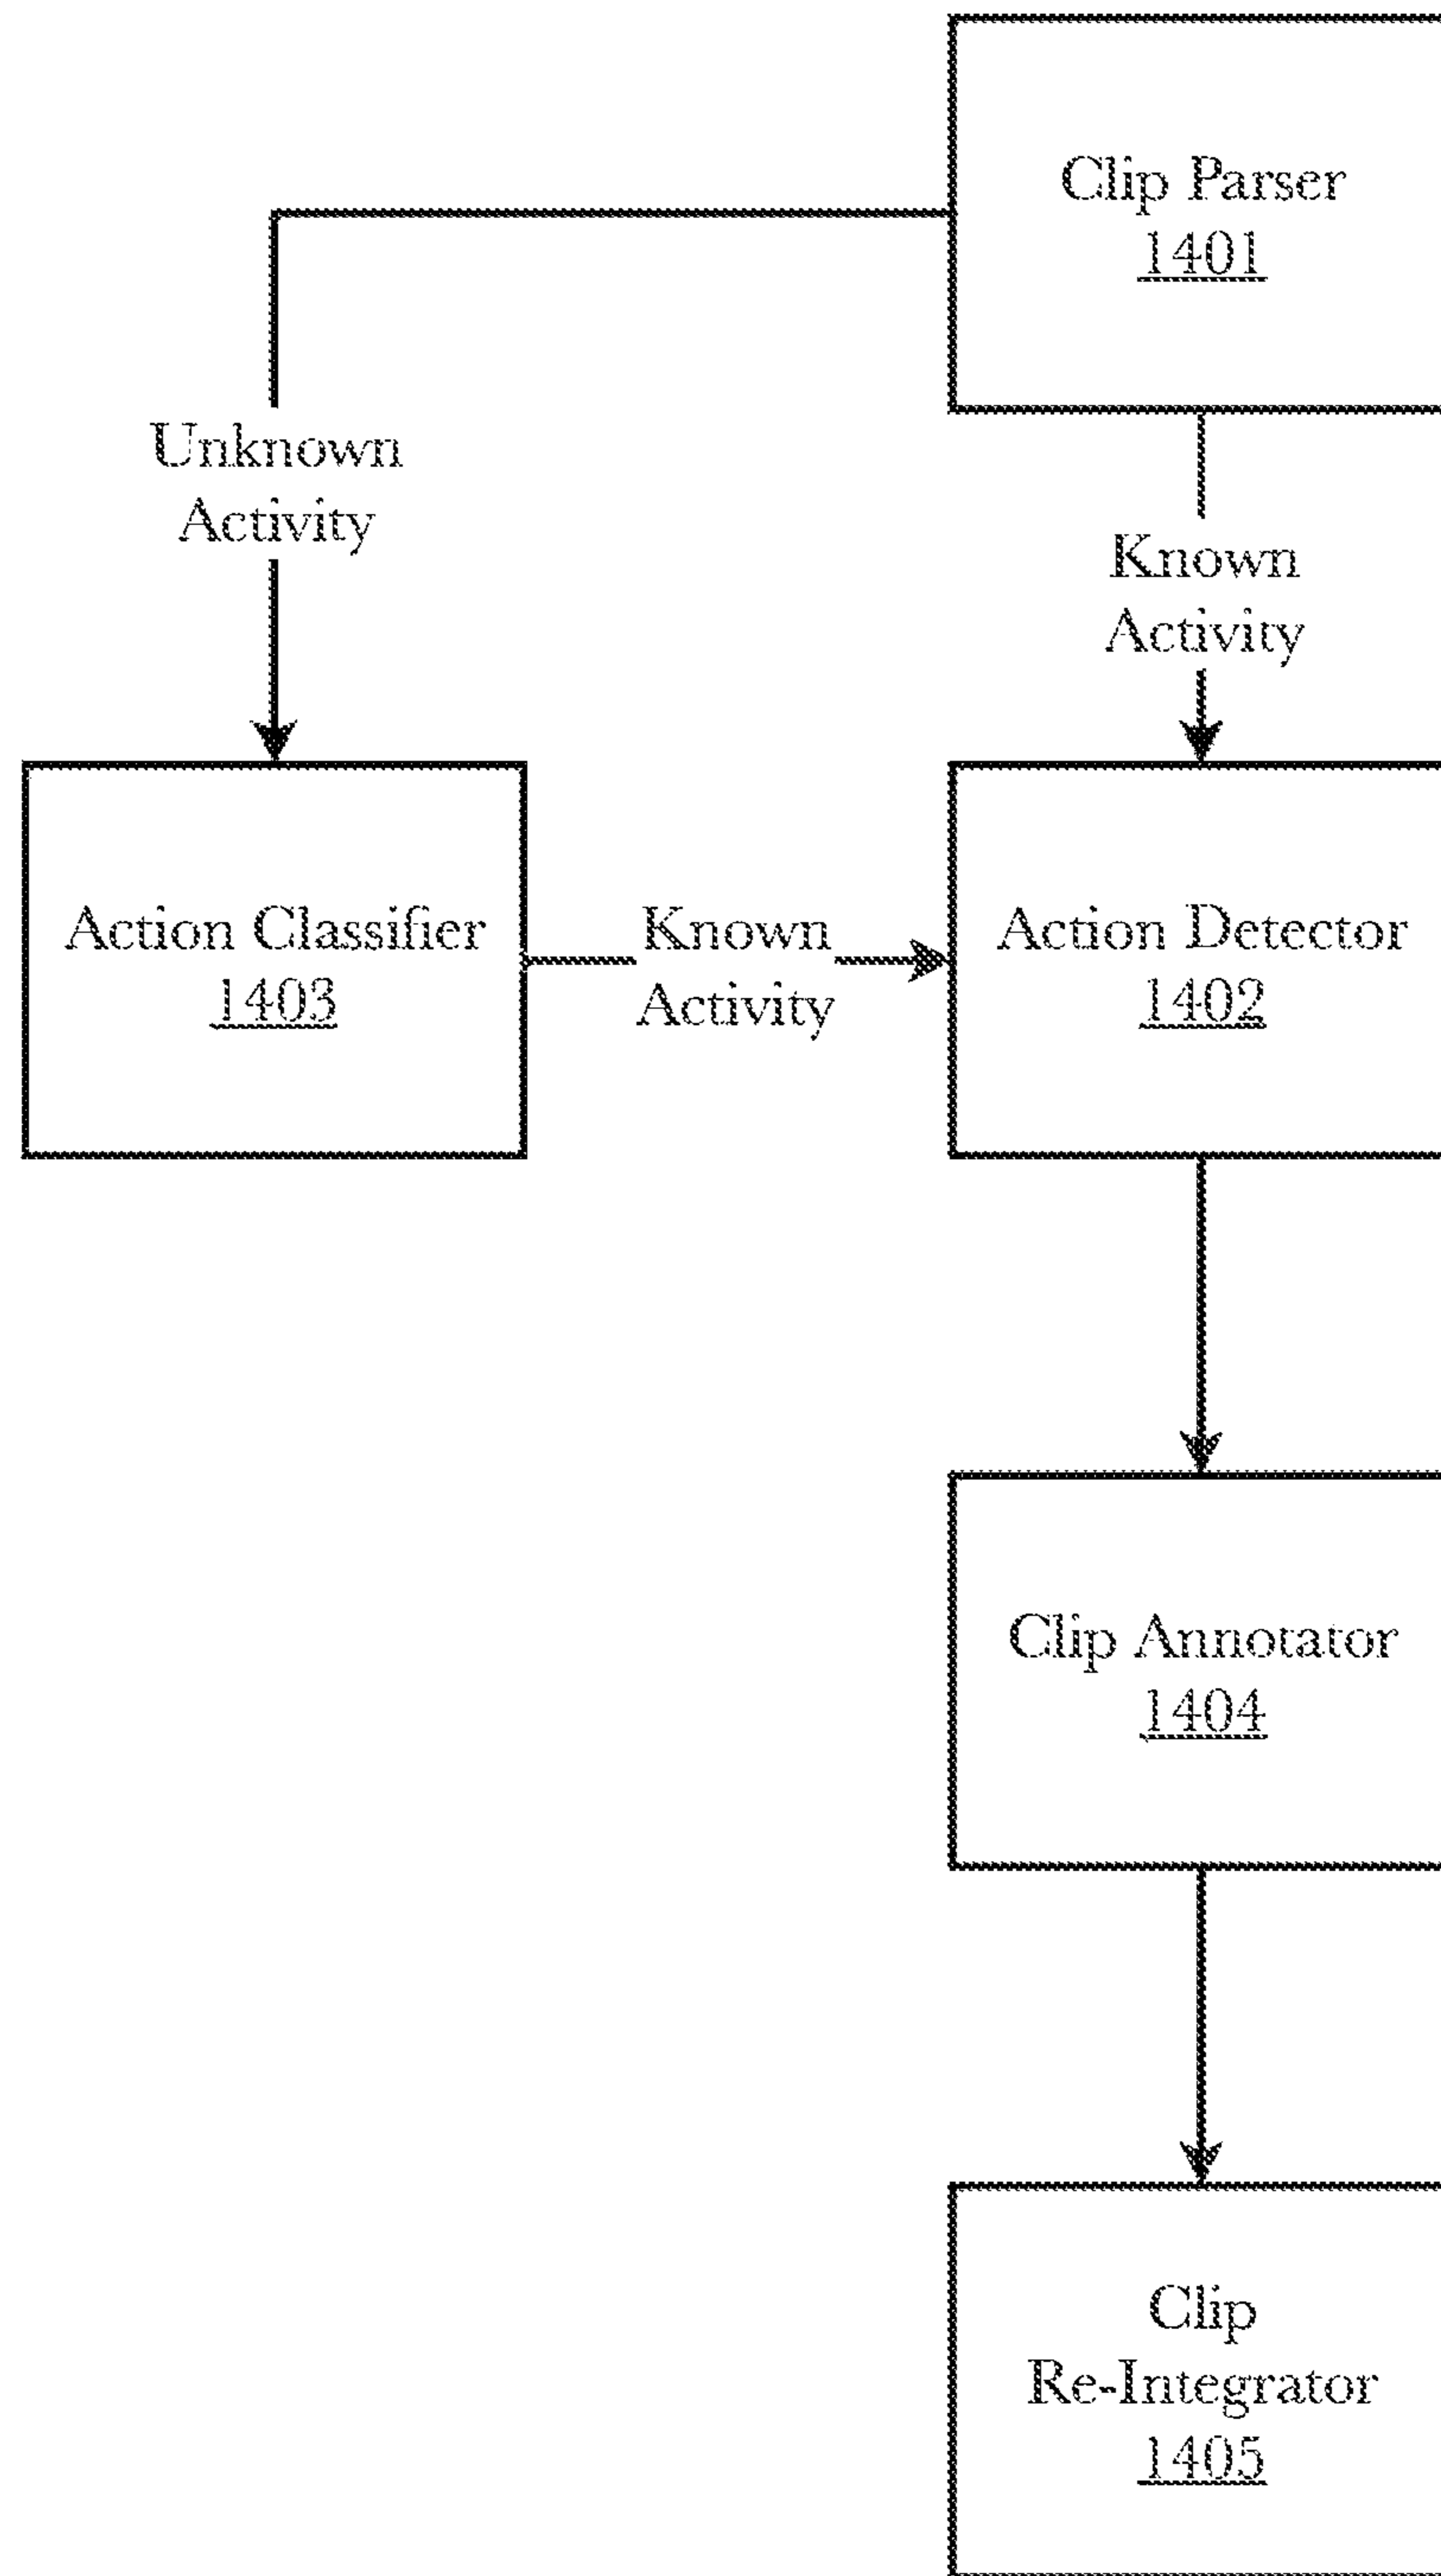 Clip Parser
1401
Unknown
Activity
Known
Activity
Action Classifier
1403
Known
Activity
Action Detector
1402
Clip Annotator
1404
Clip
Re-Integrator
1405